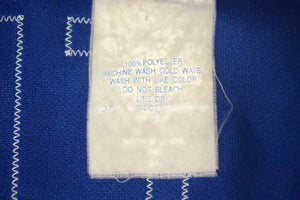 100% POLYESTER
MACHINE WASH COLD WATE
WASH WITH LIKE COLOR
DO NOT BLEACH
LINE DRY